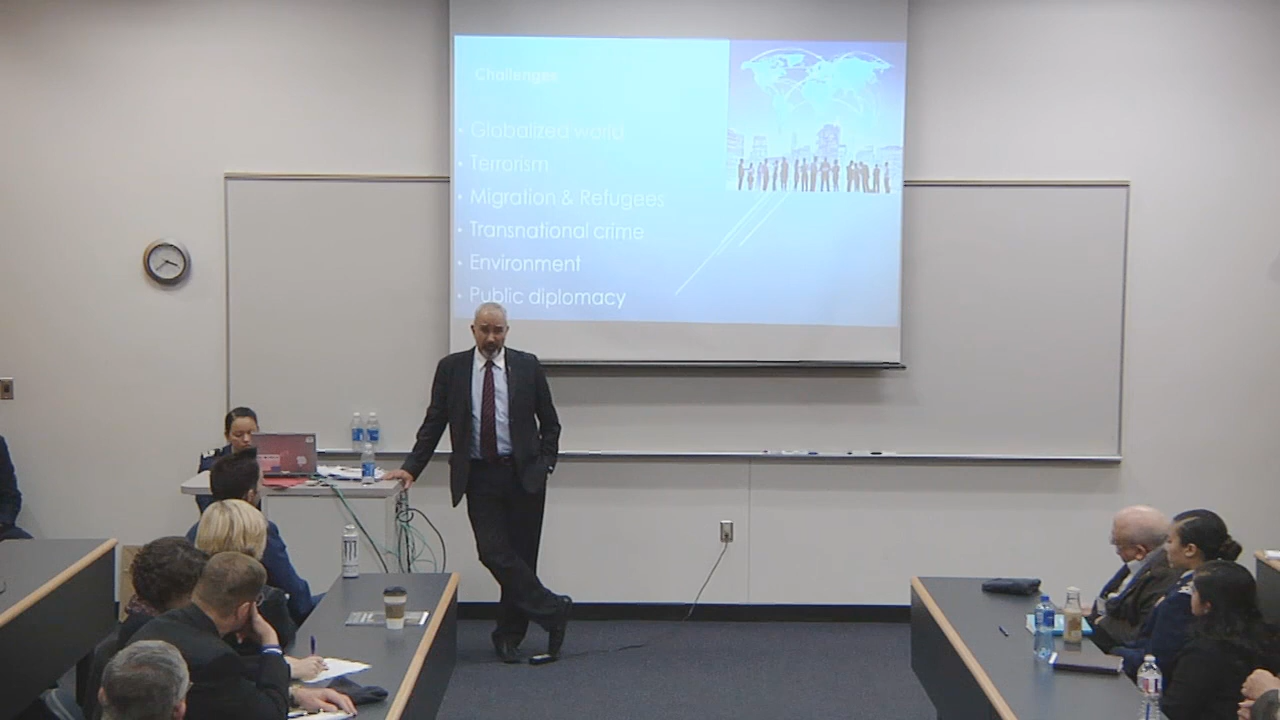 Challenges
• Globalized world
• Terrorism
• Migration & Refugees
• Transnational crime
• Environment
• Public diplomacy